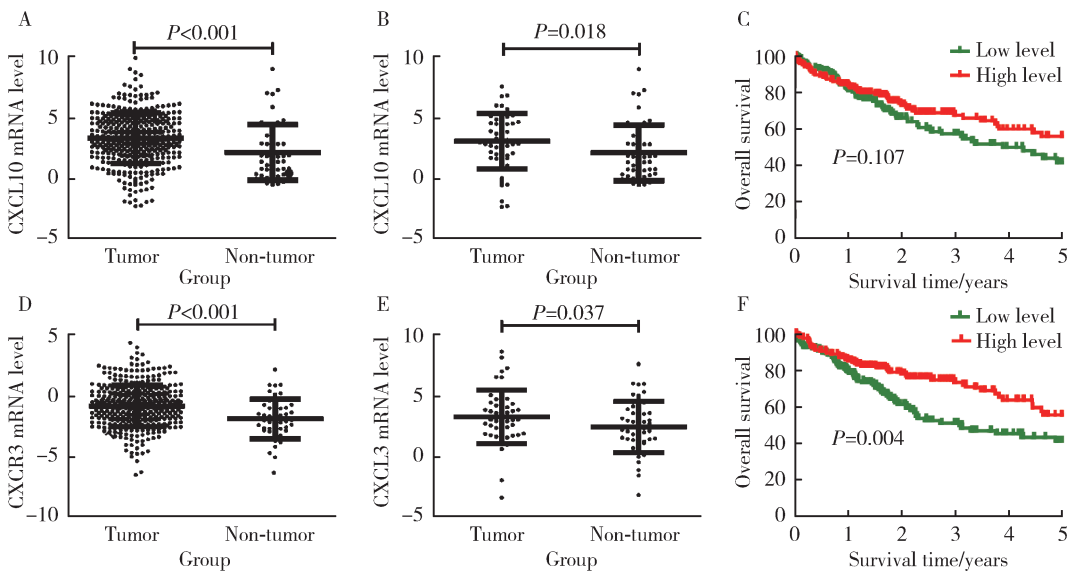 A
P<0.001
CXCL10 mRNA level
10
5
0
−5
Tumor
Non-tumor
Group
B
P=0.018
CXCL10 mRNA level
10
5
0
−5
Tumor
Non-tumor
Group
C
Low level
High level
Overall survival
100
80
60
40
20
0
P=0.107
0
1
2
3
4
5
Survival time/years
D
P<0.001
CXCR3 mRNA level
5
0
−5
−10
Tumor
Non-tumor
Group
E
P=0.037
CXCL3 mRNA level
10
5
0
−5
Tumor
Non-tumor
Group
F
Low level
High level
Overall survival
100
80
60
40
20
0
P=0.004
0
1
2
3
4
5
Survival time/years